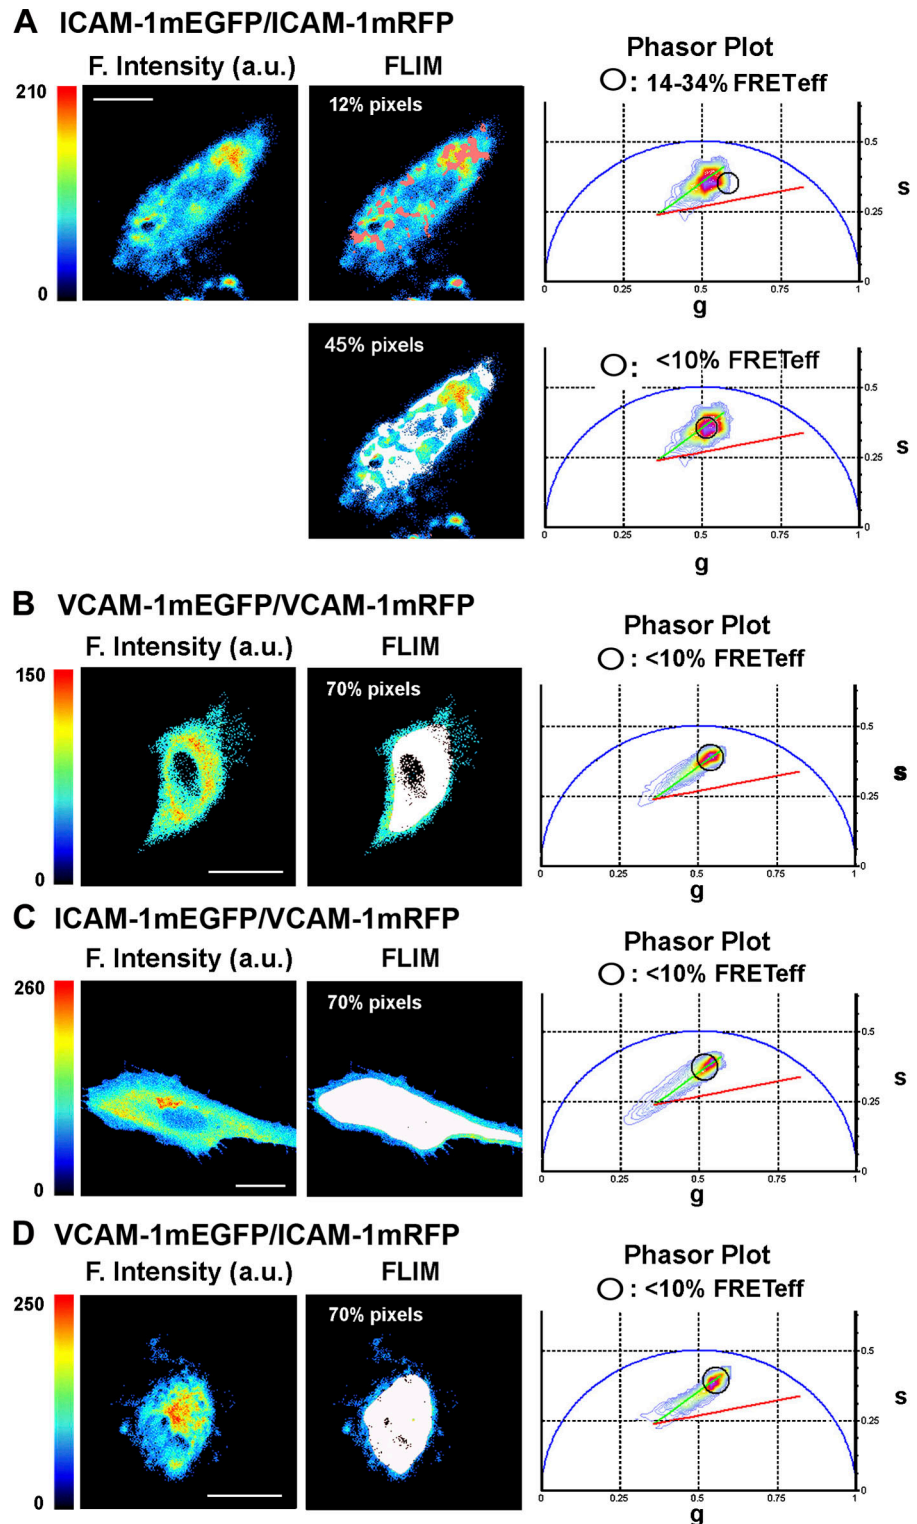 A ICAM-1mEGFP/ICAM-1mRFP
F. Intensity (a.u.) FLIM Phasor Plot
: 14-34% FRETeff
210
0
12% pixels
0.5
0.25
0
s
0 0.25 0.5 0.75 1
g
45% pixels
: <10% FRETeff
0.5
0.25
0
s
0 0.25 0.5 0.75 1
g
B VCAM-1mEGFP/VCAM-1mRFP
F. Intensity (a.u.) FLIM Phasor Plot
: <10% FRETeff
150
0
70% pixels
0.5
0.25
0
s
0 0.25 0.5 0.75 1
g
C ICAM-1mEGFP/VCAM-1mRFP
F. Intensity (a.u.) FLIM Phasor Plot
: <10% FRETeff
260
0
70% pixels
0.5
0.25
0
s
0 0.25 0.5 0.75 1
g
D VCAM-1mEGFP/ICAM-1mRFP
F. Intensity (a.u.) FLIM Phasor Plot
: <10% FRETeff
250
0
70% pixels
0.5
0.25
0
s
0 0.25 0.5 0.75 1
g